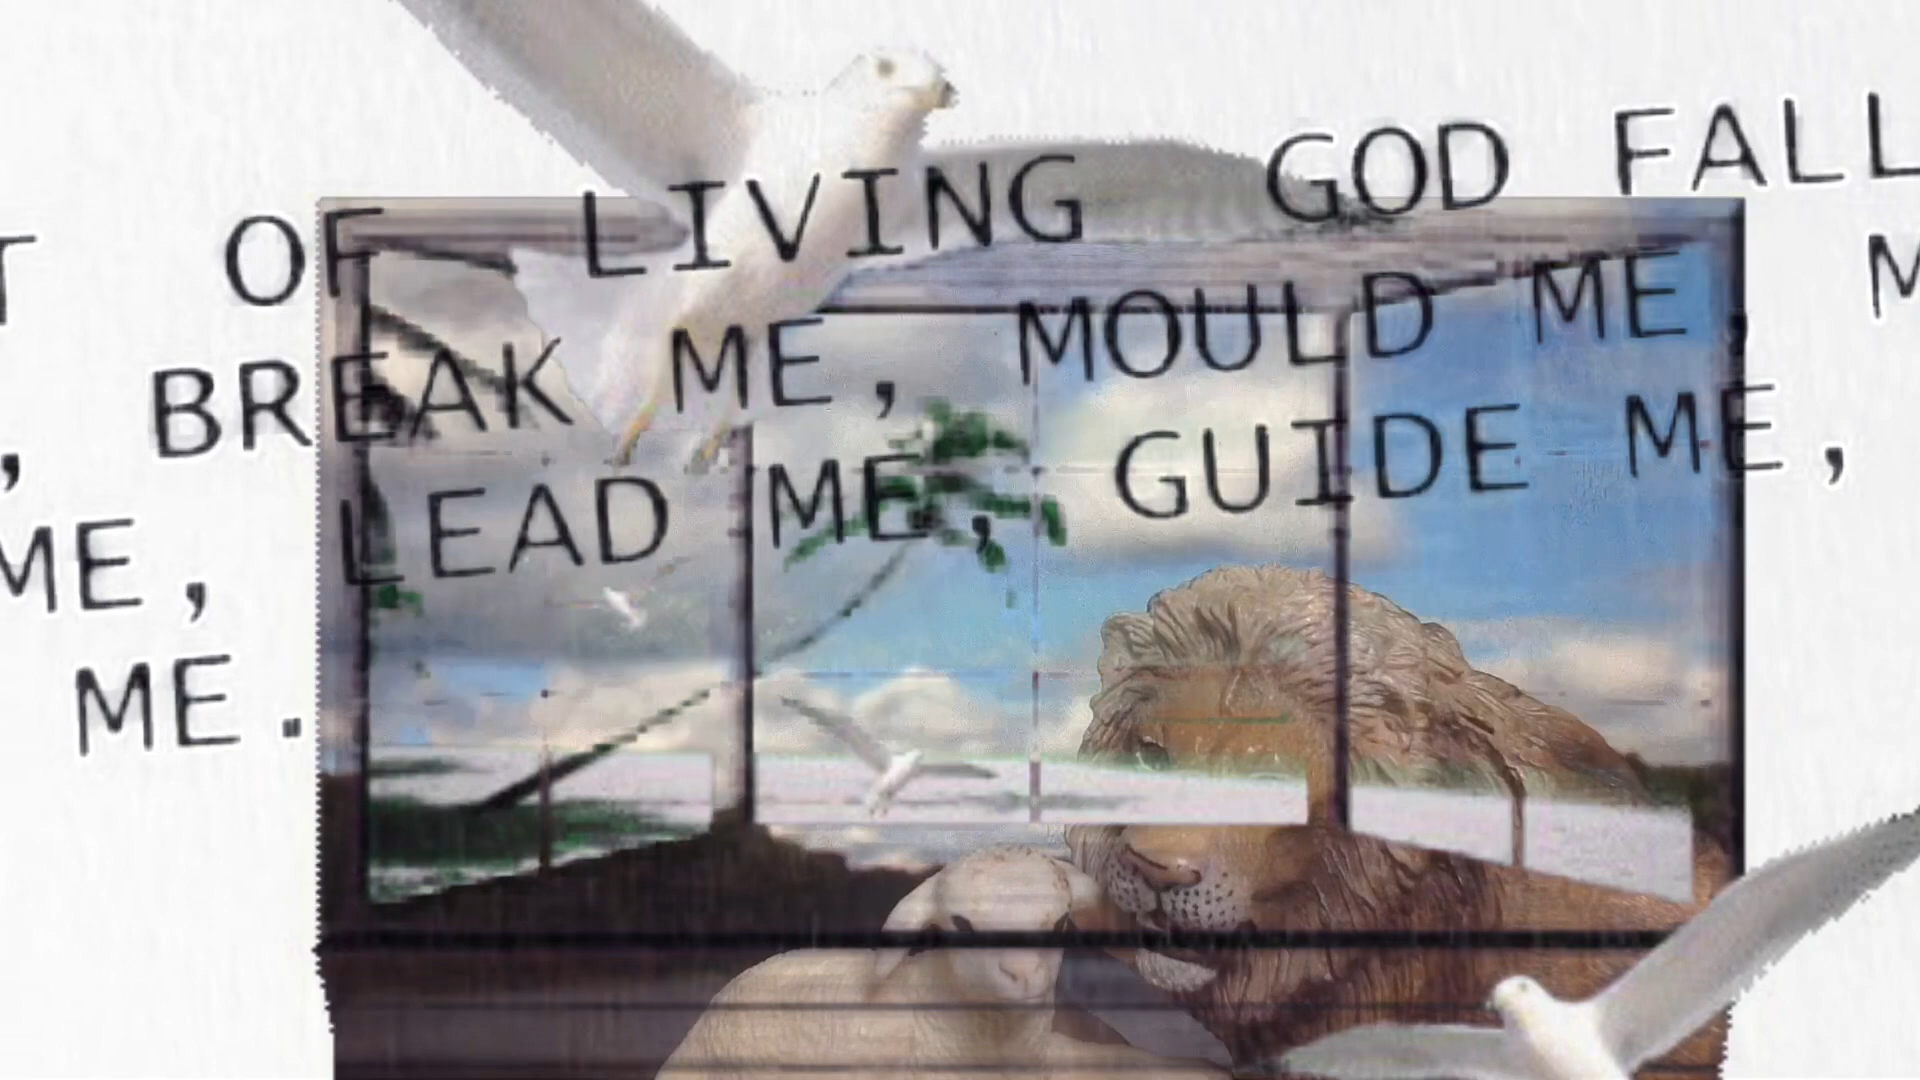 OF LIVING GOD FALL
BREAK ME, MOULD ME,
ME, LEAD ME, GUIDE ME,
ME.